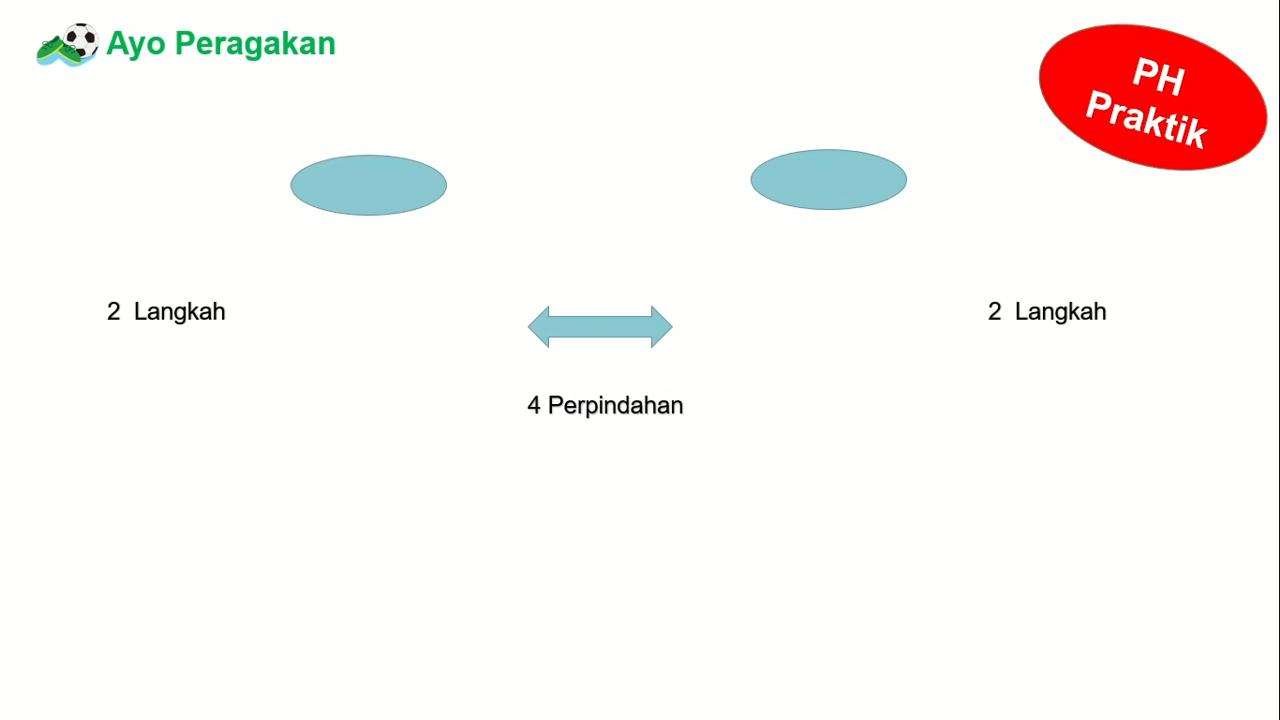 Ayo Peragakan
PH
Praktik
2 Langkah
2 Langkah
4 Perpindahan